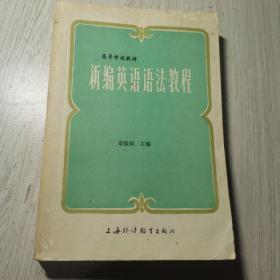 高等学校教材
新编英语语法教程
章振邦 主编
上海外语教育出版社